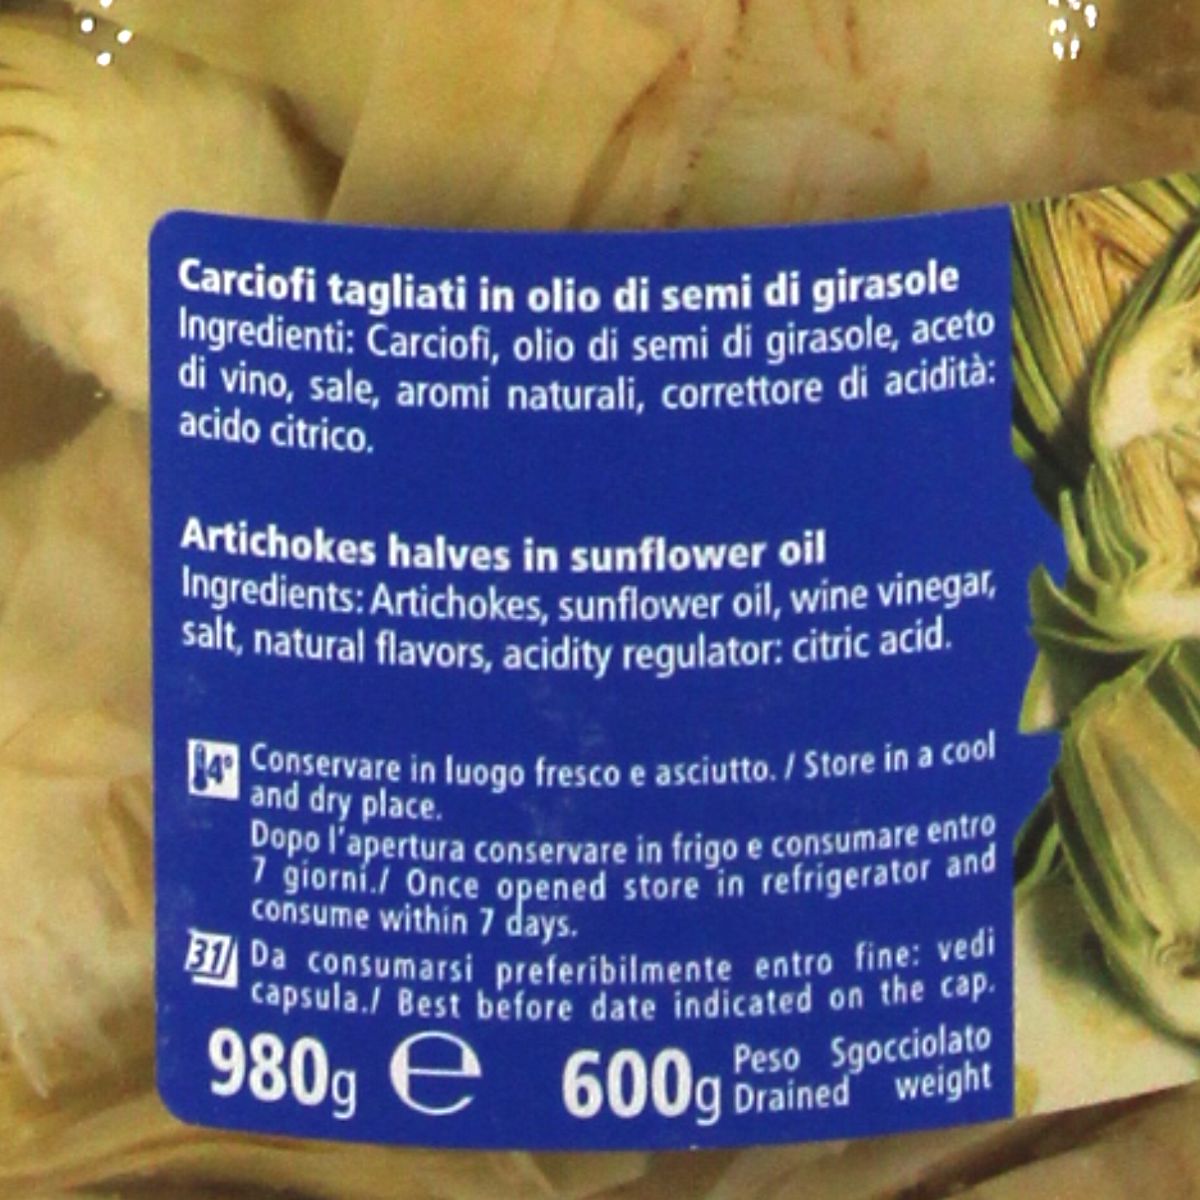 Carciofi tagliati in olio di semi di girasole
Ingredienti: Carciofi, olio di semi di girasole, aceto
di vino, sale, aromi naturali, correttore di acidità:
acido citrico.
Artichokes halves in sunflower oil
Ingredients: Artichokes, sunflower oil, wine vinegar,
salt, natural flavors, acidity regulator: citric acid.
4° Conservare in luogo fresco e asciutto. / Store in a cool
and dry place.
Dopo l'apertura conservare in frigo e consumare entro
7 giorni./ Once opened store in refrigerator and
consume within 7 days.
31 Da consumarsi preferibilmente entro fine: vedi
capsula./ Best before date indicated on the cap.
980g e 600g Peso Sgocciolato
Drained weight